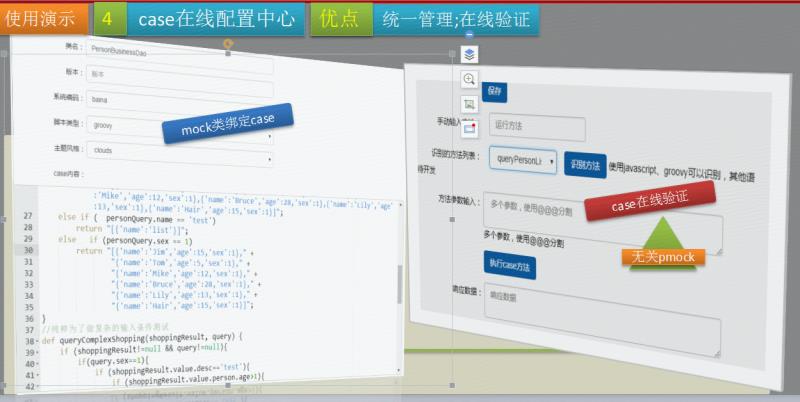 使用演示 4 case在线配置中心 优点 统一管理;在线验证
类名: PersonBusinessDao
版本: 版本
系统编码: baina
脚本类型: groovy
主题风格: clouds
case内容:
mock类绑定case
:'Mike','age':12,'sex':1},{'name':'Bruce','age':28,'sex':1},{'name':'Lily','age'
:13,'sex':1},{'name':'Hair','age':15,'sex':1}]";
27 else if ( personQuery.name == 'test')
28 return "[{'name':'list'}]";
29 else if (personQuery.sex == 1)
30 return "[{'name':'Jim','age':15,'sex':1}," +
31 "{'name':'Tom','age':5,'sex':1}," +
32 "{'name':'Mike','age':12,'sex':1}," +
33 "{'name':'Bruce','age':28,'sex':1}," +
34 "{'name':'Lily','age':13,'sex':1}," +
35 "{'name':'Hair','age':15,'sex':1}]";
36 }
37 //纯粹为了做复杂的输入条件测试
38 def queryComplexShopping(shoppingResult, query) {
39 if (shoppingResult!=null && query!=null){
40 if(query.sex==1){
41 if (shoppingResult.value.desc=='test'){
42 if (shoppingResult.value.person.age>1){
保存
手动输入 运行方法
识别的方法列表: queryPersonLi 识别方法 使用javascript、groovy可以识别，其他语
待开发
方法参数输入: 多个参数，使用@@@分割
case在线验证
多个参数，使用@@@分割
无关pmock
执行case方法
响应数据: 响应数据